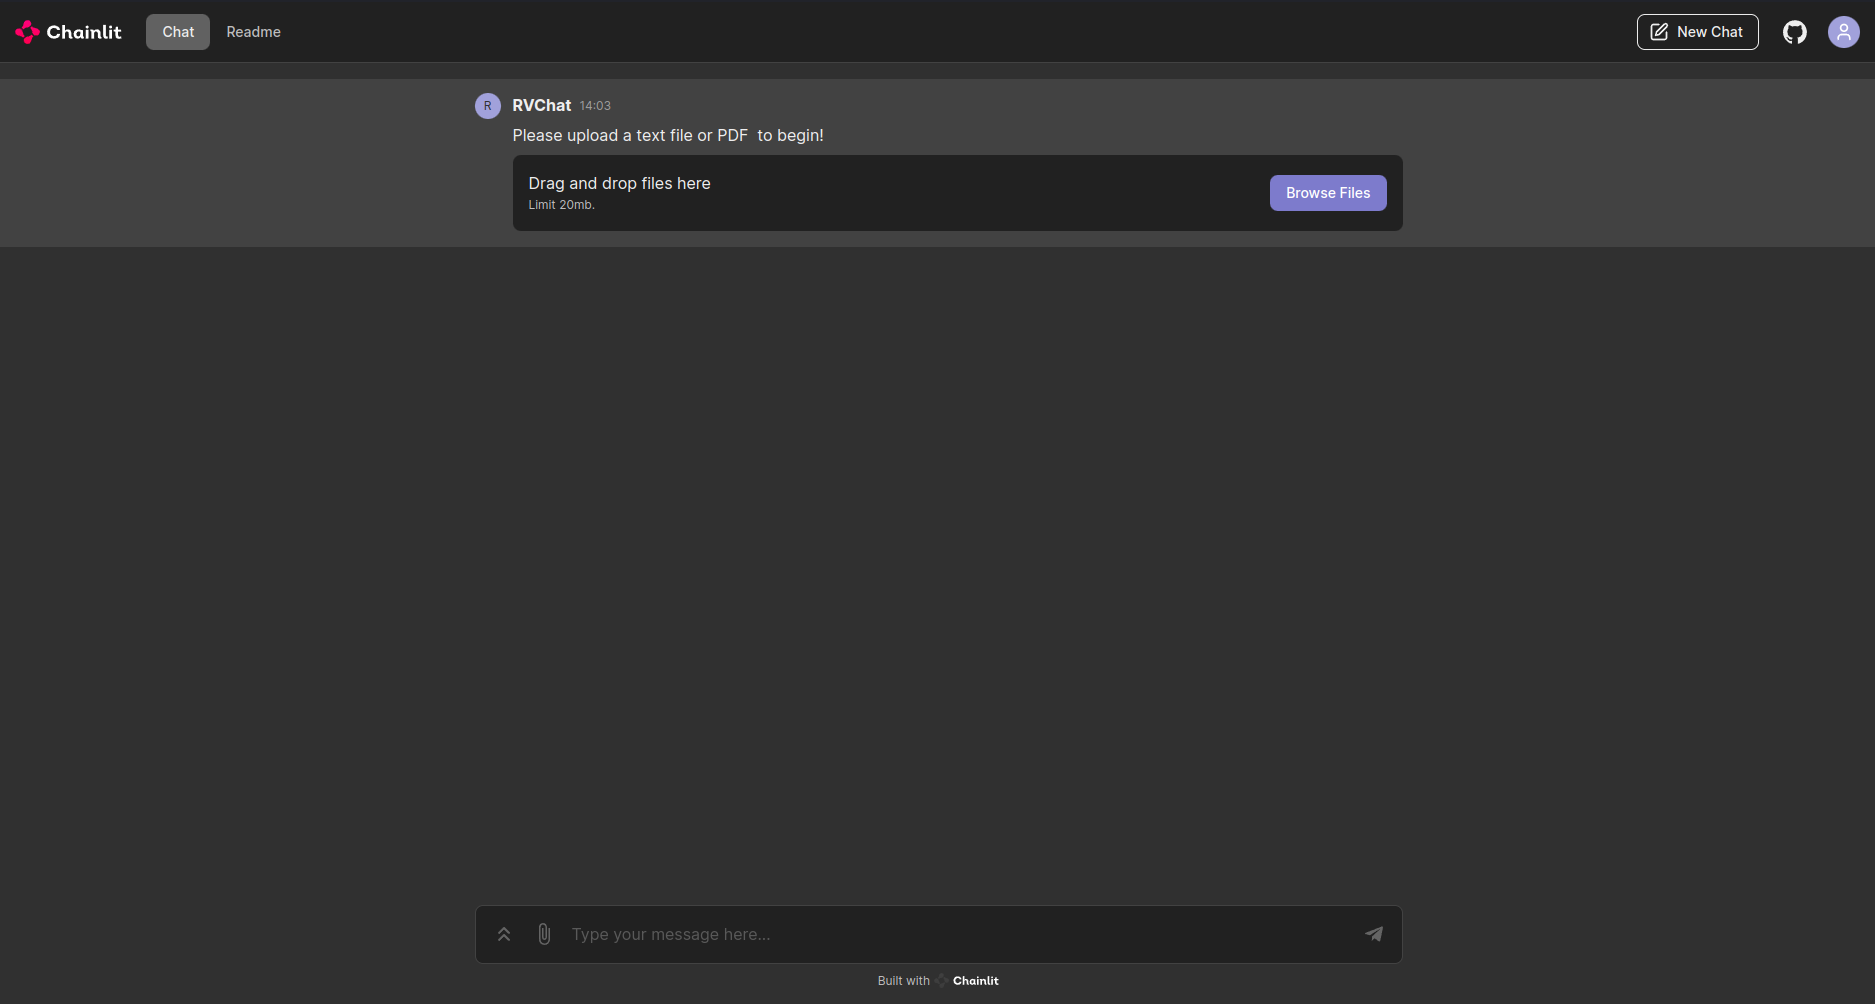 Chainlit
Chat
Readme
New Chat
R
RVChat 14:03
Please upload a text file or PDF  to begin!
Drag and drop files here
Limit 20mb.
Browse Files
Type your message here...
Built with Chainlit